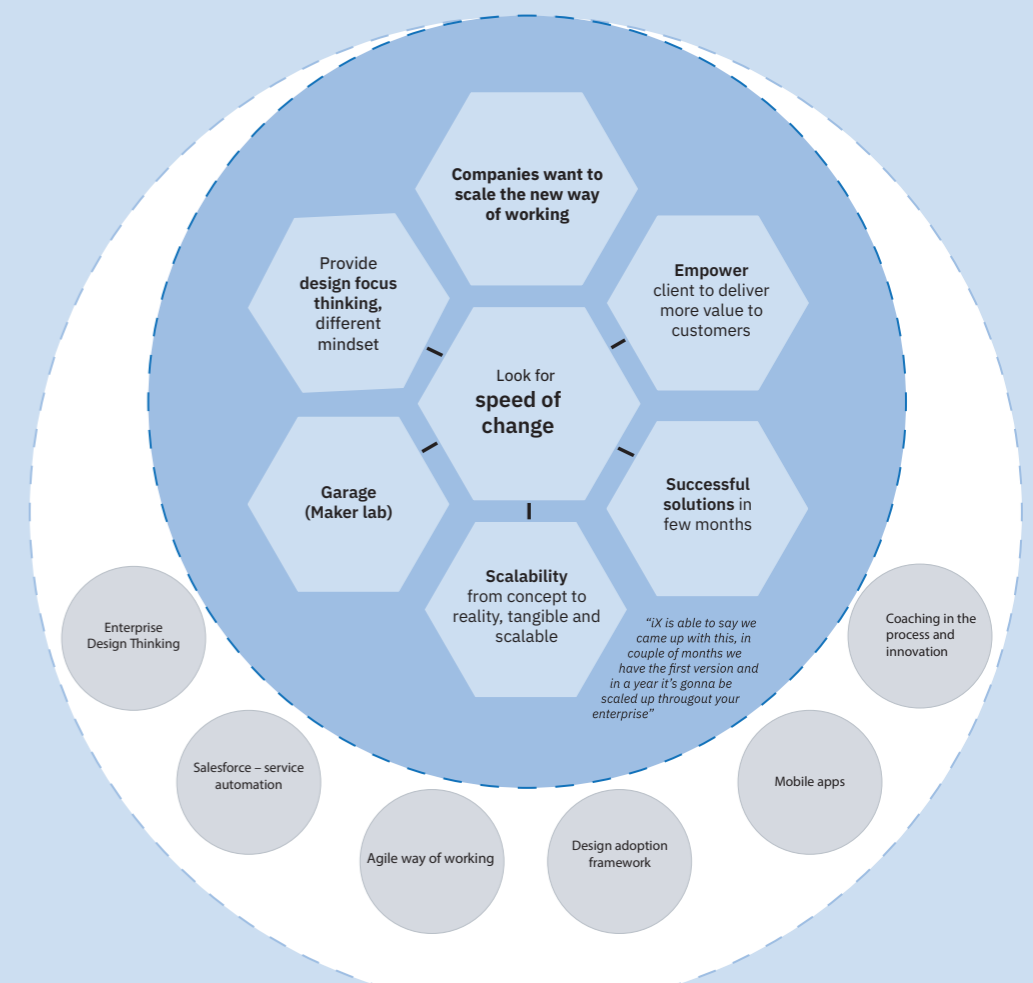 Companies want to
scale the new way
of working
Provide
design focus
thinking,
different
mindset
Empower
client to deliver
more value to
customers
Look for
speed of
change
Garage
(Maker lab)
Successful
solutions in
few months
Scalability
from concept to
reality, tangible and
scalable
“iX is able to say we
came up with this, in
couple of months we
have the first version and
in a year it’s gonna be
scaled up througout your
enterprise”
Enterprise
Design Thinking
Coaching in the
process and
innovation
Salesforce – service
automation
Mobile apps
Agile way of working
Design adoption
framework